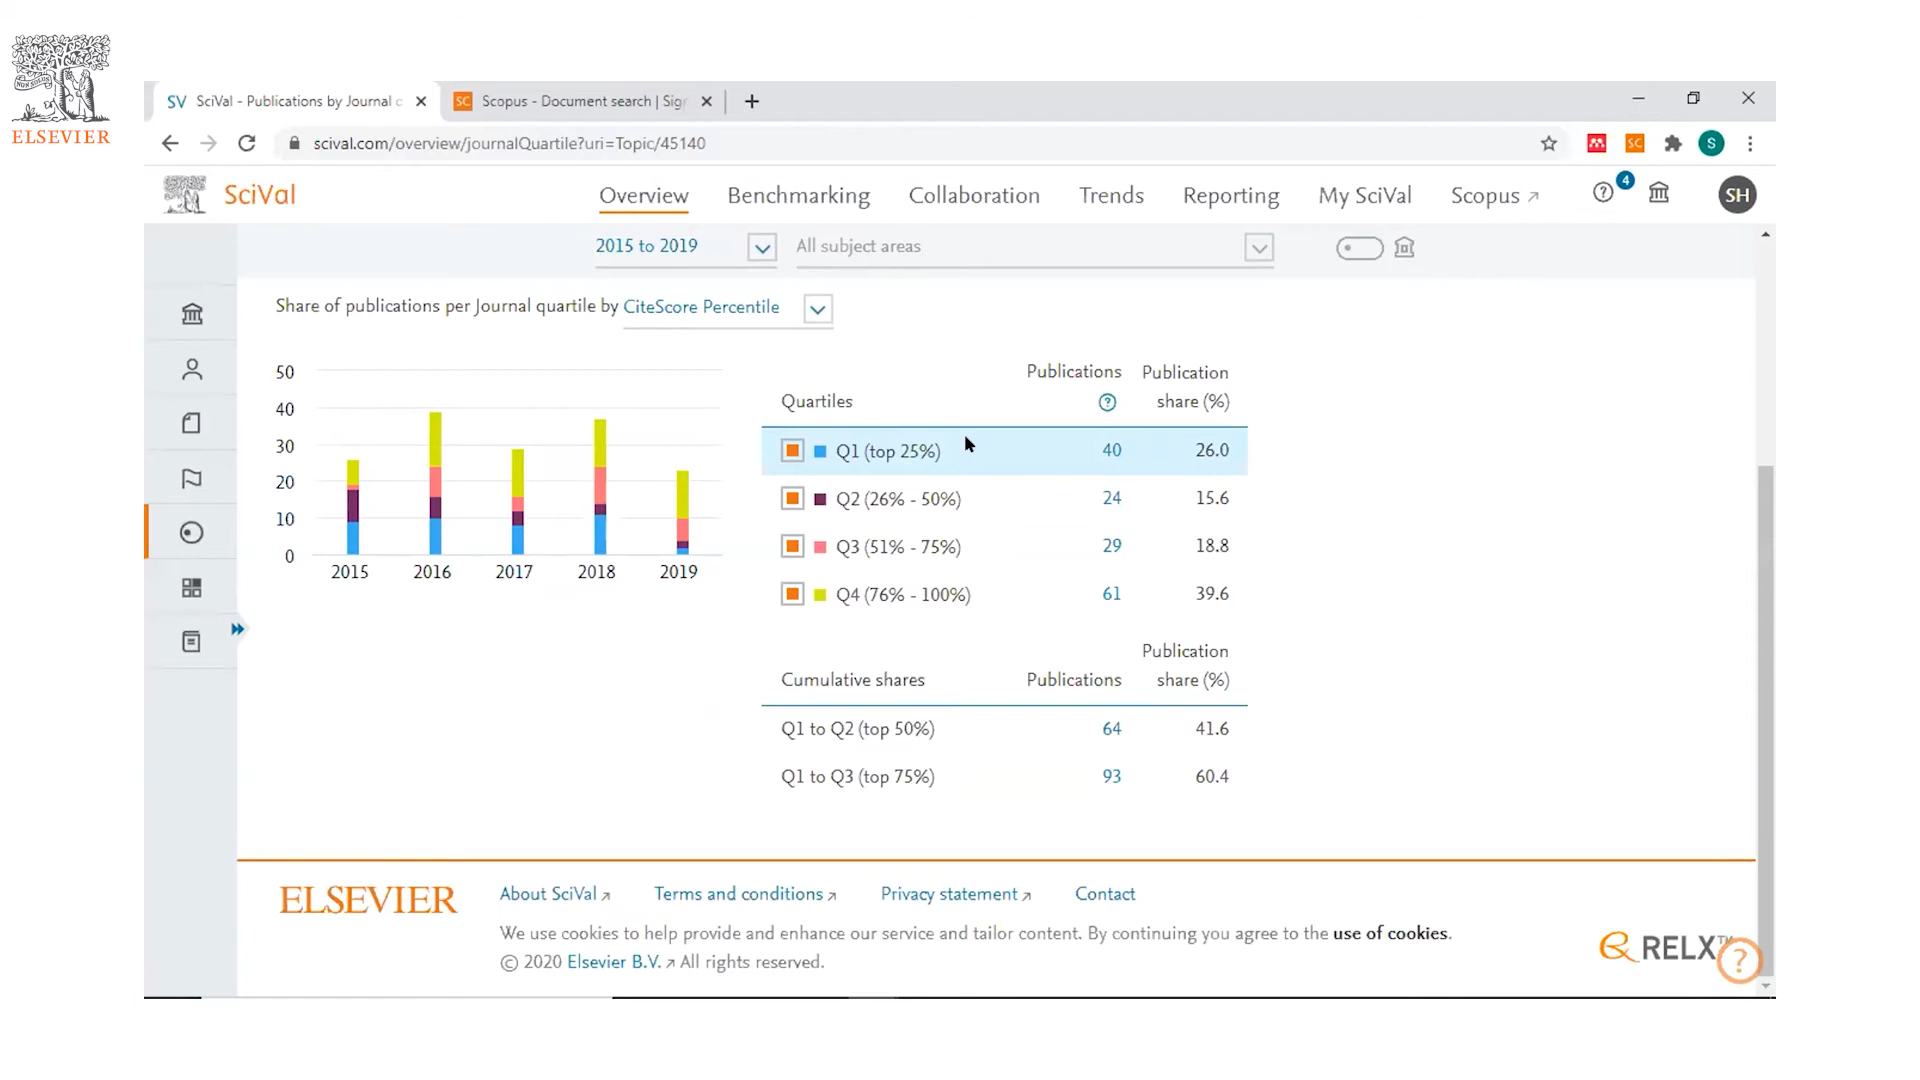 ELSEVIER
SV SciVal - Publications by Journal
SC Scopus - Document search | Sig
scival.com/overview/journalQuartile?uri=Topic/45140
SC S
SciVal Overview Benchmarking Collaboration Trends Reporting My SciVal Scopus ↗ ? 4 SH
2015 to 2019 All subject areas
Share of publications per Journal quartile by CiteScore Percentile
50
40
30
20
10
0
2015 2016 2017 2018 2019
Quartiles Publications ? Publication share (%)
Q1 (top 25%) 40 26.0
Q2 (26% - 50%) 24 15.6
Q3 (51% - 75%) 29 18.8
Q4 (76% - 100%) 61 39.6
Cumulative shares Publications Publication share (%)
Q1 to Q2 (top 50%) 64 41.6
Q1 to Q3 (top 75%) 93 60.4
ELSEVIER
About SciVal ↗ Terms and conditions ↗ Privacy statement ↗ Contact
We use cookies to help provide and enhance our service and tailor content. By continuing you agree to the use of cookies.
© 2020 Elsevier B.V. ↗ All rights reserved.
RELX™
?